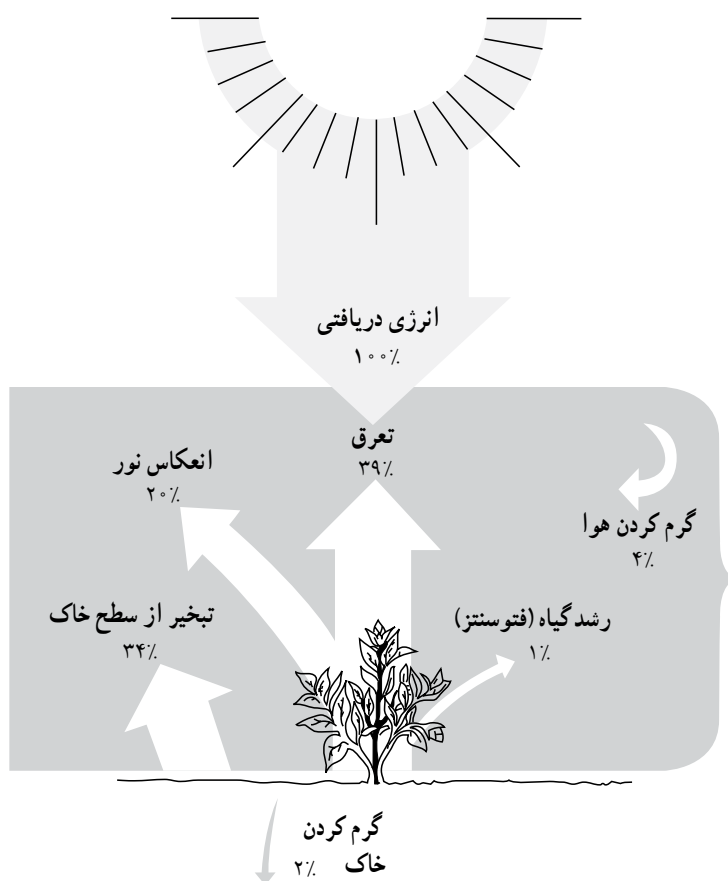 انرژی دریافتی
۱۰۰٪
تعرق
۳۹٪
انعکاس نور
۲۰٪
گرم کردن هوا
۴٪
تبخیر از سطح خاک
۳۴٪
رشد گیاه (فتوسنتز)
۱٪
گرم کردن
خاک ۲٪